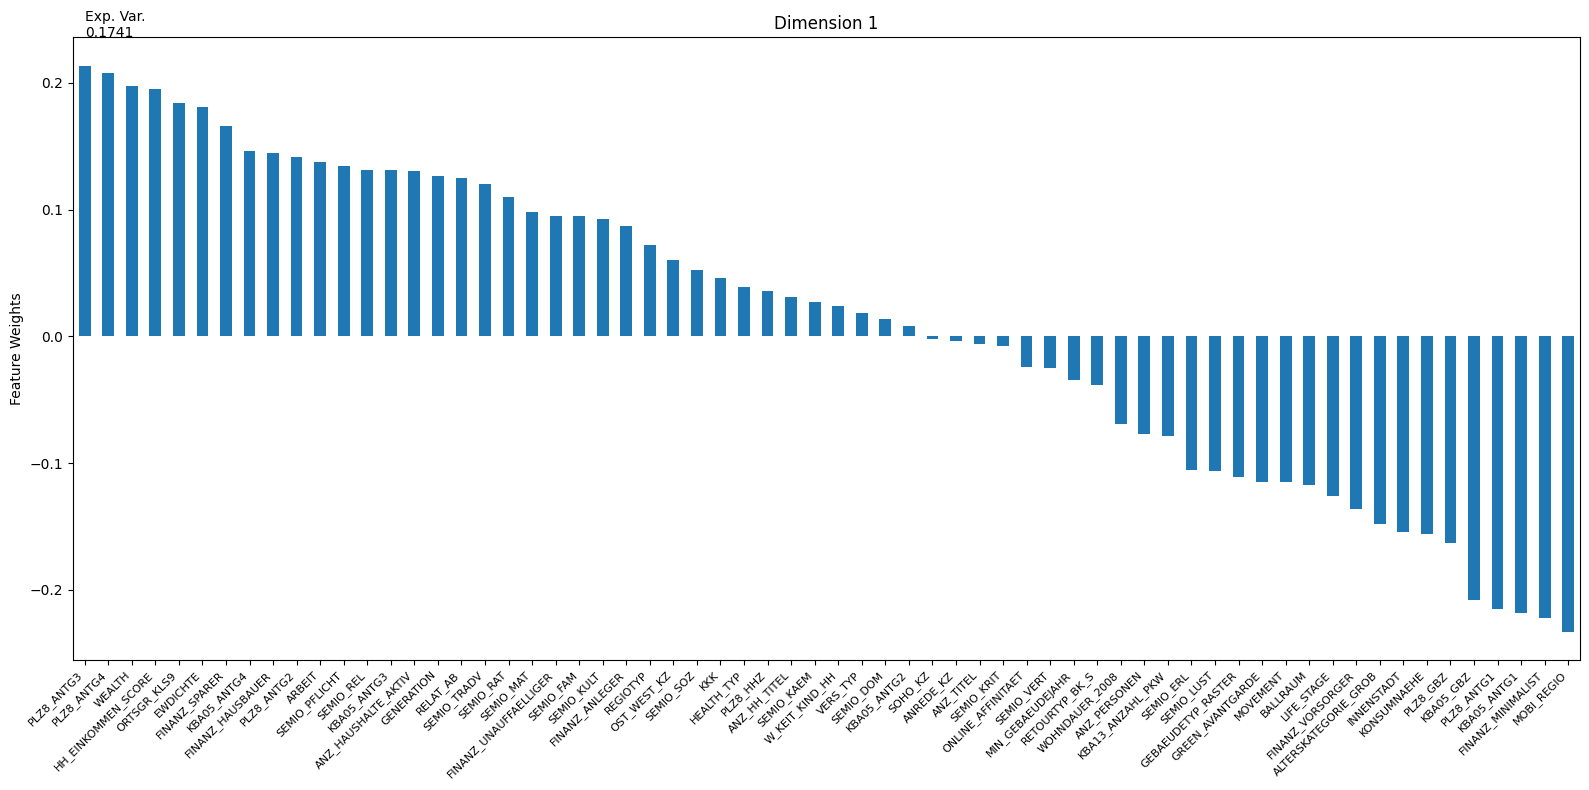 Exp. Var.
0.1741
Dimension 1
Feature Weights
0.2
0.1
0.0
−0.1
−0.2
PLZ8_ANTG3
PLZ8_ANTG4
WEALTH
HH_EINKOMMEN_SCORE
ORTSGR_KLS9
EWDICHTE
FINANZ_SPARER
KBA05_ANTG4
FINANZ_HAUSBAUER
PLZ8_ANTG2
ARBEIT
SEMIO_PFLICHT
SEMIO_REL
KBA05_ANTG3
ANZ_HAUSHALTE_AKTIV
GENERATION
RELAT_AB
SEMIO_TRADV
SEMIO_RAT
SEMIO_MAT
FINANZ_UNAUFFAELLIGER
SEMIO_FAM
SEMIO_KULT
FINANZ_ANLEGER
REGIOTYP
OST_WEST_KZ
SEMIO_SOZ
KKK
HEALTH_TYP
PLZ8_HHZ
ANZ_HH_TITEL
SEMIO_KAEM
W_KEIT_KIND_HH
VERS_TYP
SEMIO_DOM
KBA05_ANTG2
SOHO_KZ
ANREDE_KZ
ANZ_TITEL
SEMIO_KRIT
ONLINE_AFFINITAET
SEMIO_VERT
MIN_GEBAEUDEJAHR
RETOURTYP_BK_S
WOHNDAUER_2008
ANZ_PERSONEN
KBA13_ANZAHL_PKW
SEMIO_ERL
SEMIO_LUST
GEBAEUDETYP_RASTER
GREEN_AVANTGARDE
MOVEMENT
BALLRAUM
LIFE_STAGE
FINANZ_VORSORGER
ALTERSKATEGORIE_GROB
INNENSTADT
KONSUMNAEHE
PLZ8_GBZ
KBA05_GBZ
PLZ8_ANTG1
KBA05_ANTG1
FINANZ_MINIMALIST
MOBI_REGIO